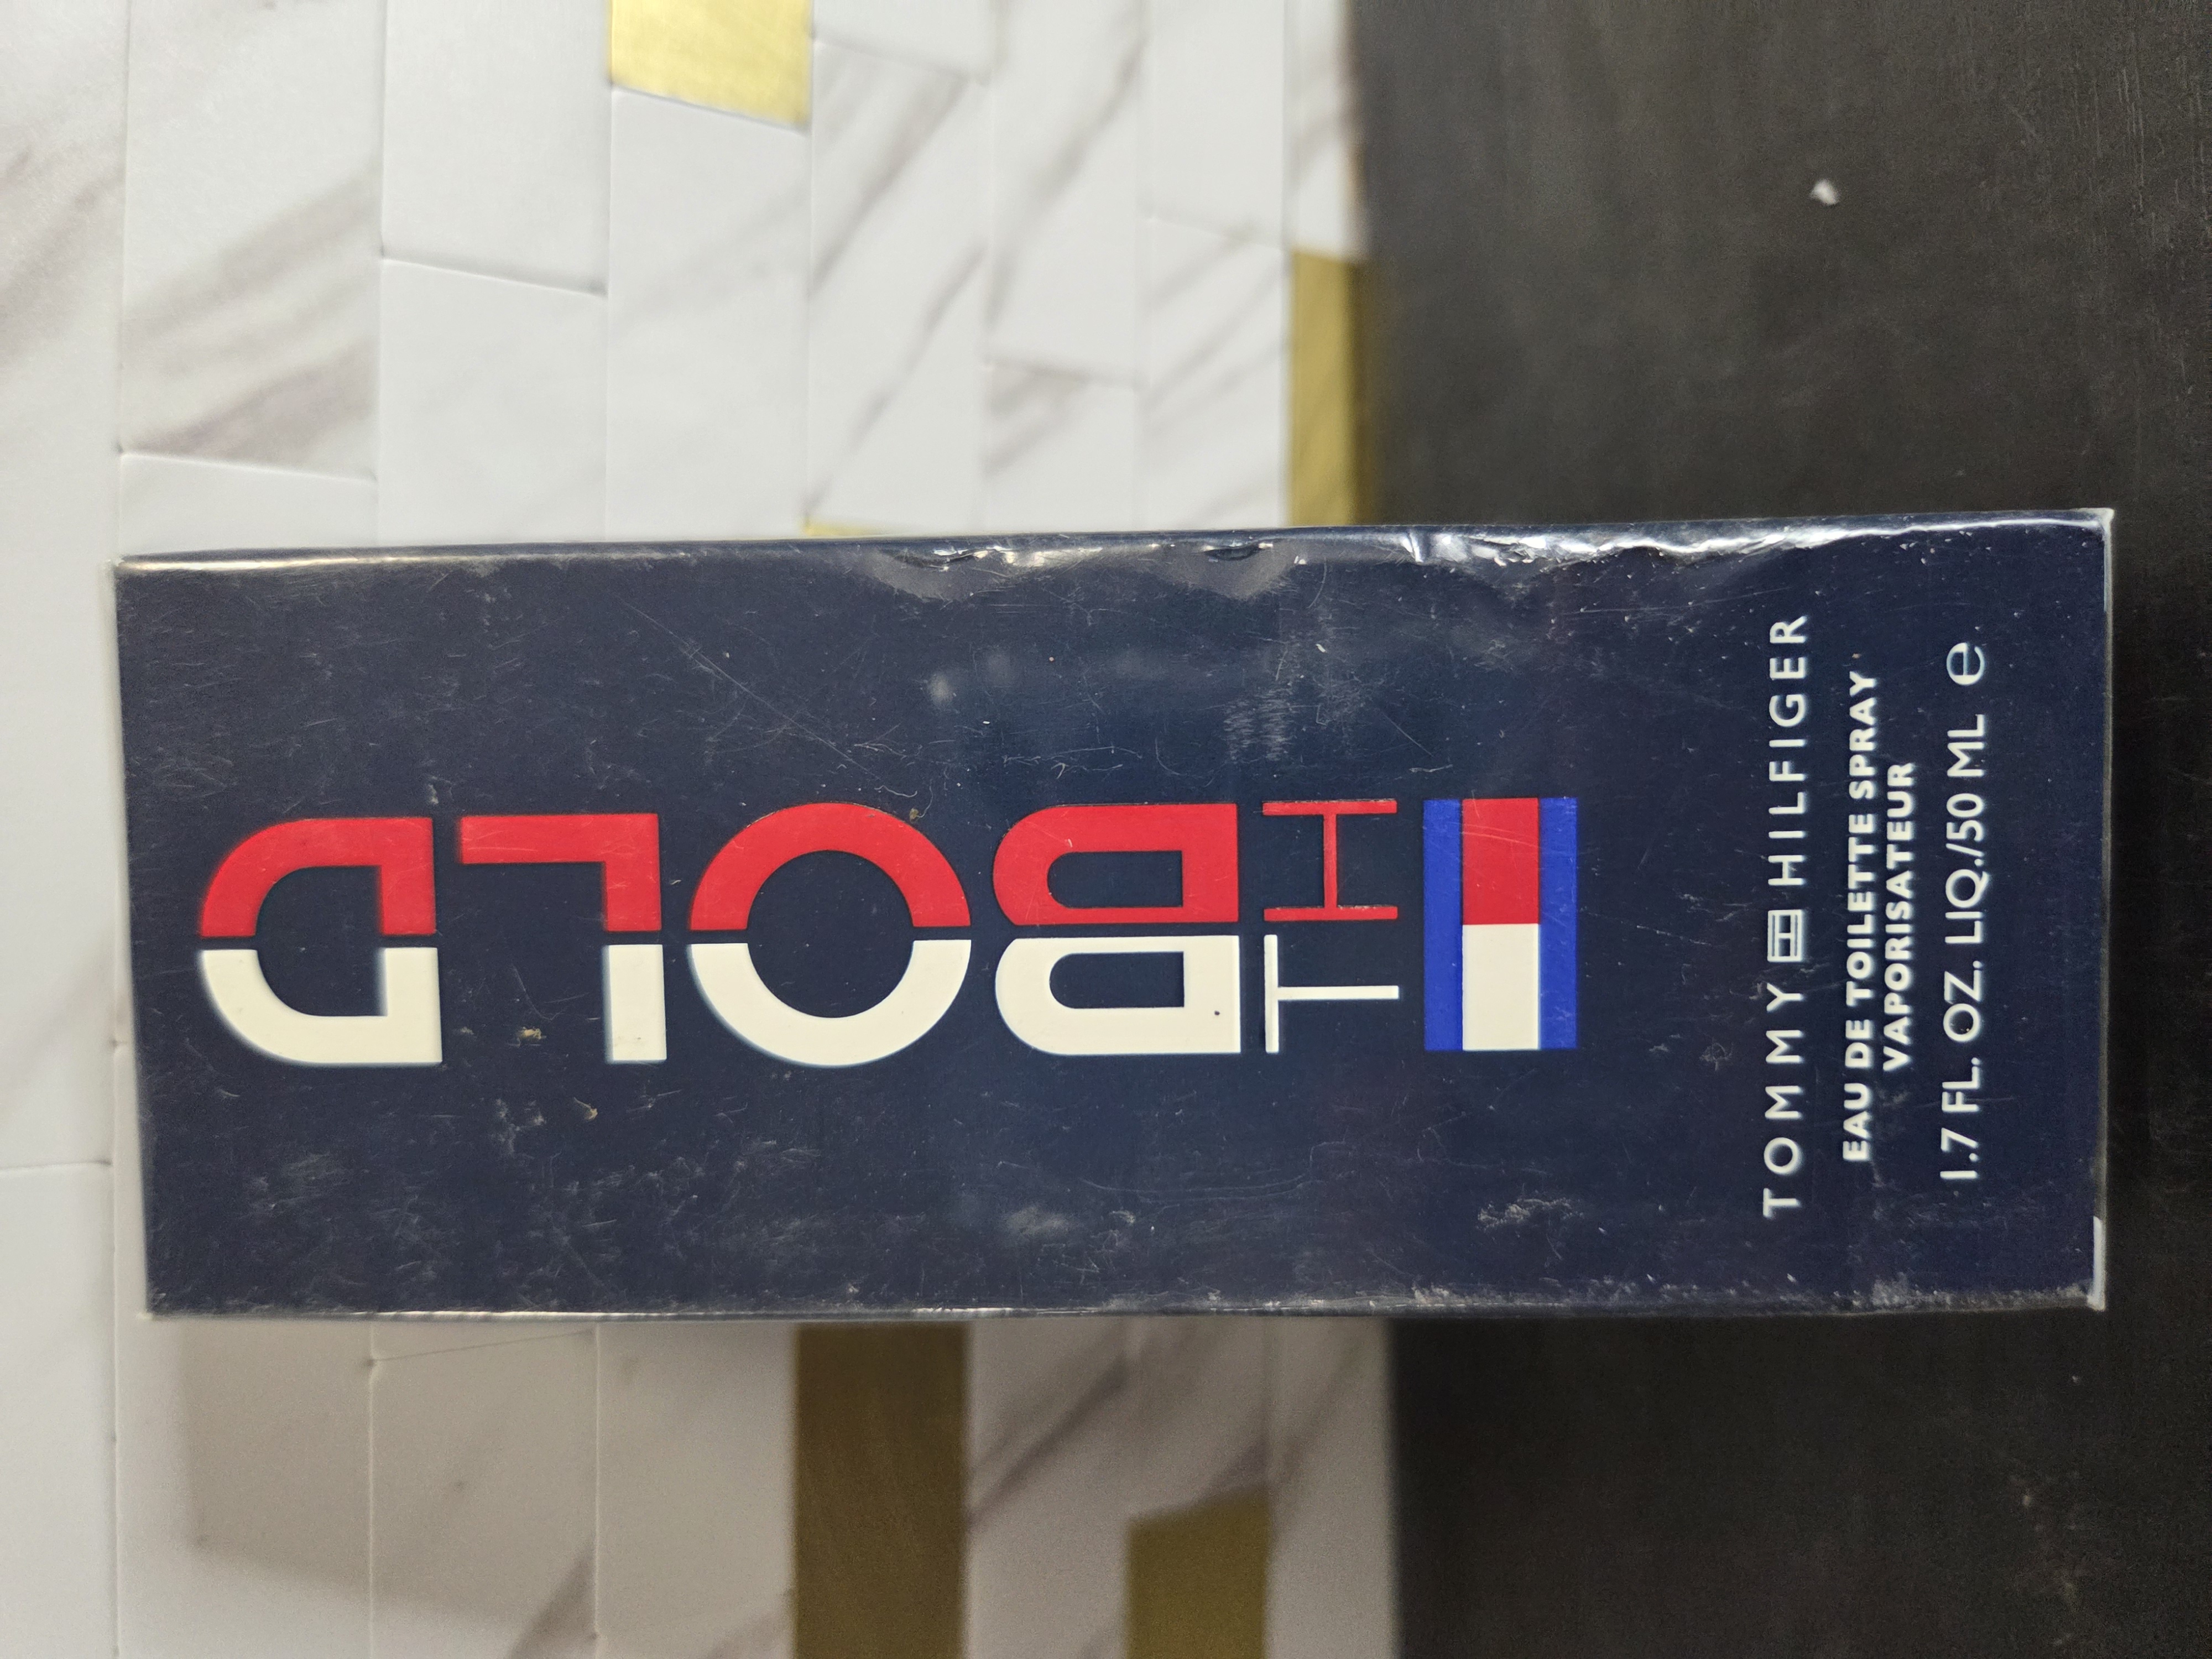 BOLD
TH
TOMMY HILFIGER
EAU DE TOILETTE SPRAY
VAPORISATEUR
1.7 FL. OZ. LIQ./50 ML ℮